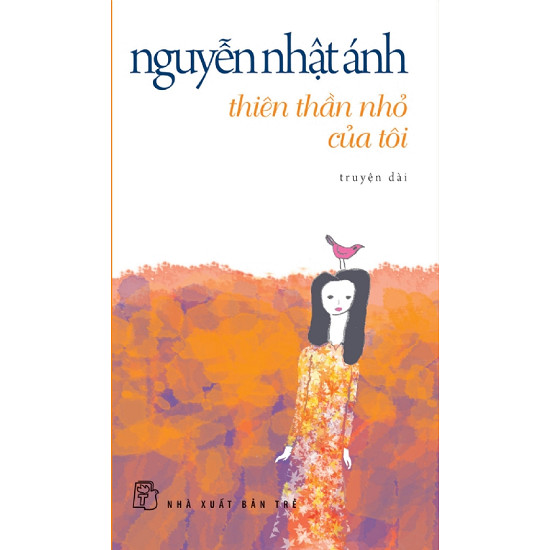 nguyễn nhật ánh
thiên thần nhỏ
của tôi
truyện dài
NHÀ XUẤT BẢN TRẺ